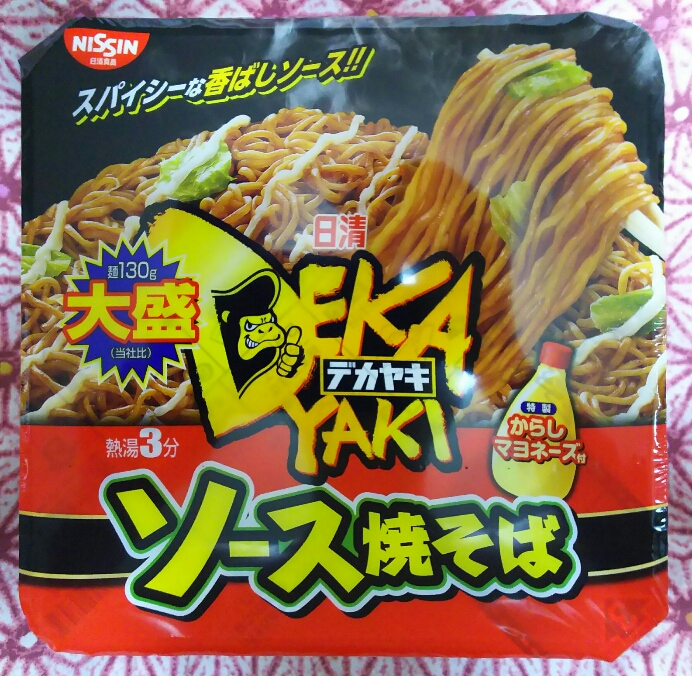 NISSIN
日清食品
スパイシーな香ばしソース!!
日清
DEKA
デカヤキ
YAKI
麺130g
大盛
(当社比)
熱湯3分
特製
からし
マヨネーズ付
ソース焼そば